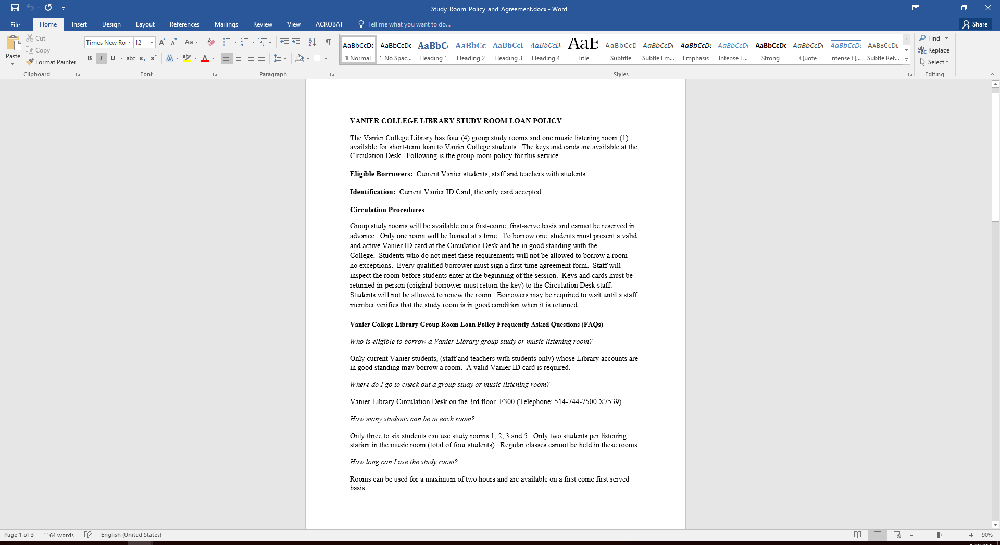 Study_Room_Policy_and_Agreement.docx - Word
File Home Insert Design Layout References Mailings Review View ACROBAT Tell me what you want to do... Share
Paste
Cut
Copy
Format Painter
Clipboard
Times New Ro 12
Aa
B I U abc x₂ x² A ab A
Font
Paragraph
AaBbCcDc AaBbCcDc AaBbC AaBbCc AaBbCcD AaBbCcD AaB AaBbCcD AaBbCcDc AaBbCcDc AaBbCcDc AaBbCcDc AaBbCcDc AaBbCcDc AABBCCDE
¶ Normal ¶ No Spac... Heading 1 Heading 2 Heading 3 Heading 4 Title Subtitle Subtle Em... Emphasis Intense E... Strong Quote Intense Q... Subtle Ref...
Styles
Find
Replace
Select
Editing
VANIER COLLEGE LIBRARY STUDY ROOM LOAN POLICY
The Vanier College Library has four (4) group study rooms and one music listening room (1)
available for short-term loan to Vanier College students.  The keys and cards are available at the
Circulation Desk.  Following is the group room policy for this service.
Eligible Borrowers:  Current Vanier students; staff and teachers with students.
Identification:  Current Vanier ID Card, the only card accepted.
Circulation Procedures
Group study rooms will be available on a first-come, first-serve basis and cannot be reserved in
advance.  Only one room will be loaned at a time.  To borrow one, students must present a valid
and active Vanier ID card at the Circulation Desk and be in good standing with the
College.  Students who do not meet these requirements will not be allowed to borrow a room –
no exceptions.  Every qualified borrower must sign a first-time agreement form.  Staff will
inspect the room before students enter at the beginning of the session.  Keys and cards must be
returned in-person (original borrower must return the key) to the Circulation Desk staff.
Students will not be allowed to renew the room.  Borrowers may be required to wait until a staff
member verifies that the study room is in good condition when it is returned.
Vanier College Library Group Room Loan Policy Frequently Asked Questions (FAQs)
Who is eligible to borrow a Vanier Library group study or music listening room?
Only current Vanier students, (staff and teachers with students only) whose Library accounts are
in good standing may borrow a room.  A valid Vanier ID card is required.
Where do I go to check out a group study or music listening room?
Vanier Library Circulation Desk on the 3rd floor, F300 (Telephone: 514-744-7500 X7539)
How many students can be in each room?
Only three to six students can use study rooms 1, 2, 3 and 5.  Only two students per listening
station in the music room (total of four students).  Regular classes cannot be held in these rooms.
How long can I use the study room?
Rooms can be used for a maximum of two hours and are available on a first come first served
basis.
Page 1 of 3 1164 words English (United States) 90%